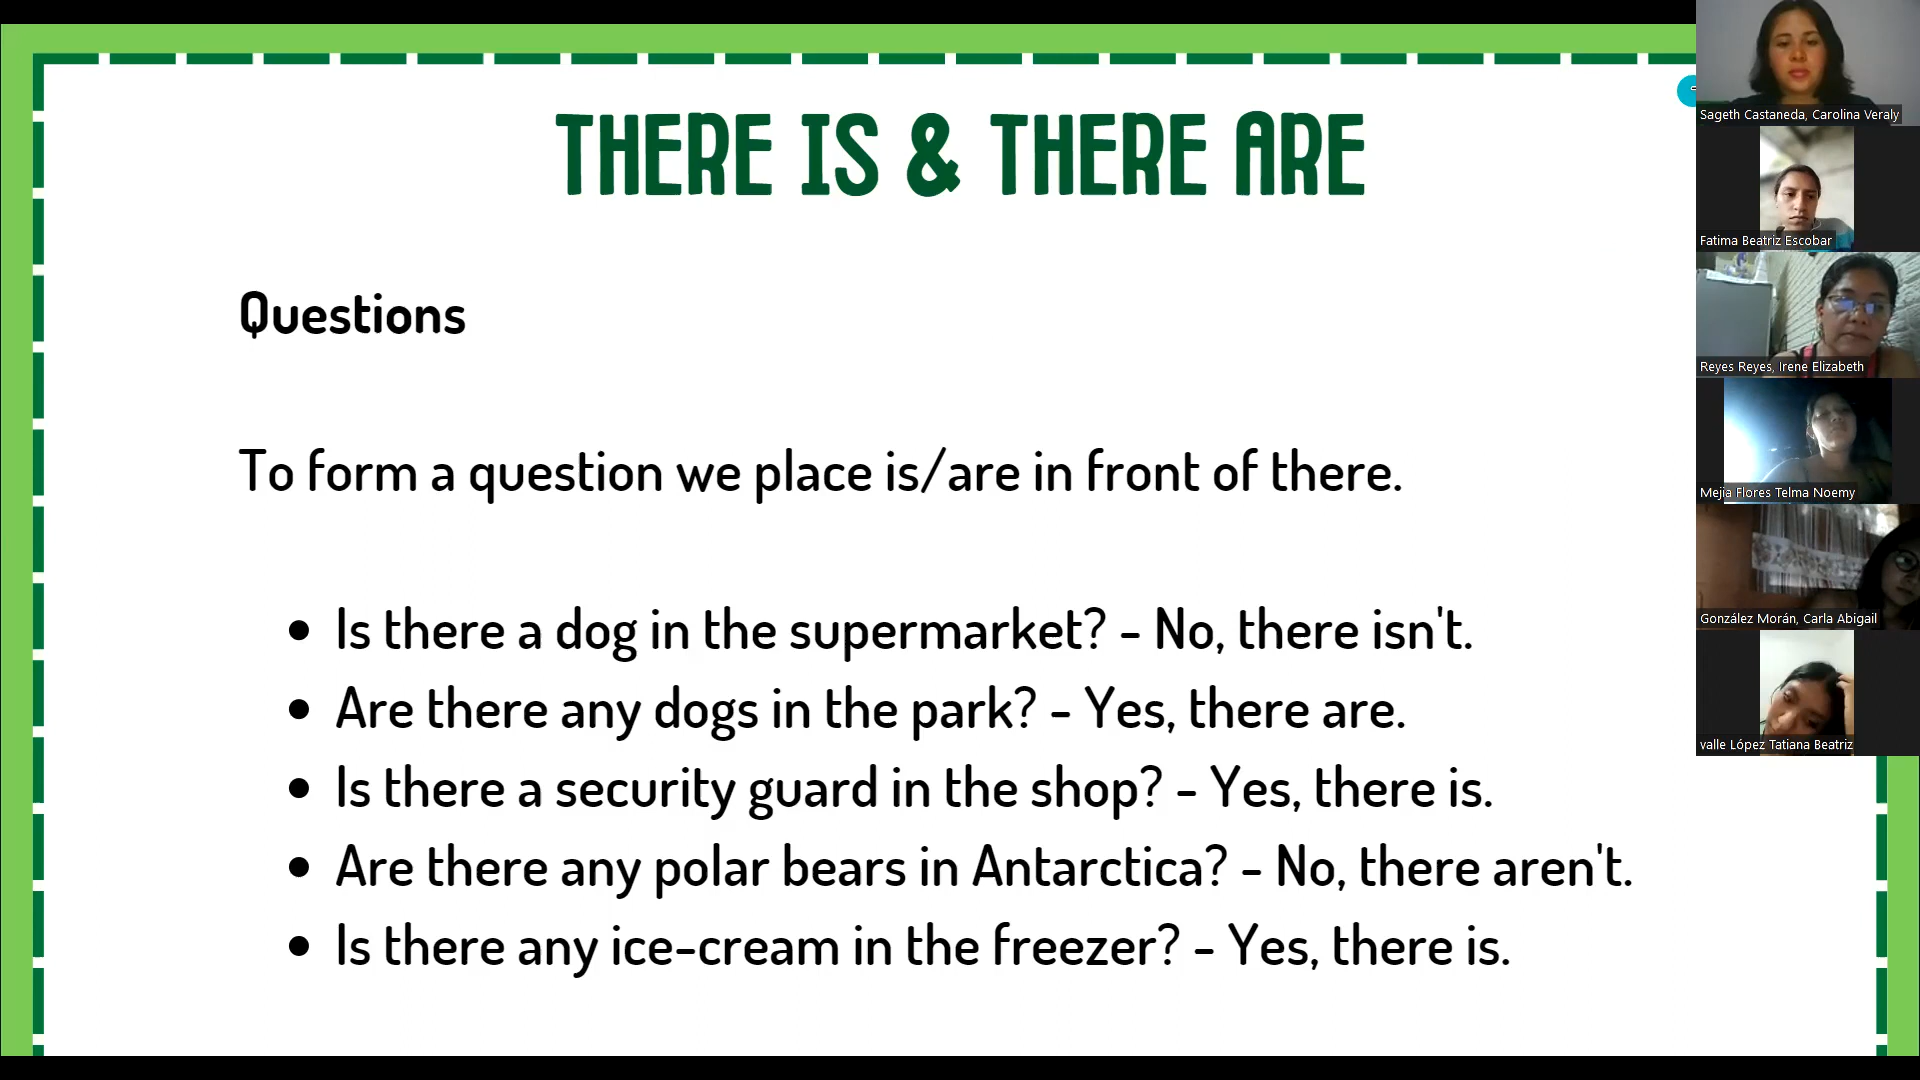 THERE IS & THERE ARE
Questions
To form a question we place is/are in front of there.
• Is there a dog in the supermarket? - No, there isn't.
• Are there any dogs in the park? - Yes, there are.
• Is there a security guard in the shop? - Yes, there is.
• Are there any polar bears in Antarctica? - No, there aren't.
• Is there any ice-cream in the freezer? - Yes, there is.
Sageth Castaneda, Carolina Veraly
Fatima Beatriz Escobar
Reyes Reyes, Irene Elizabeth
Mejia Flores Telma Noemy
González Morán, Carla Abigail
valle López Tatiana Beatriz